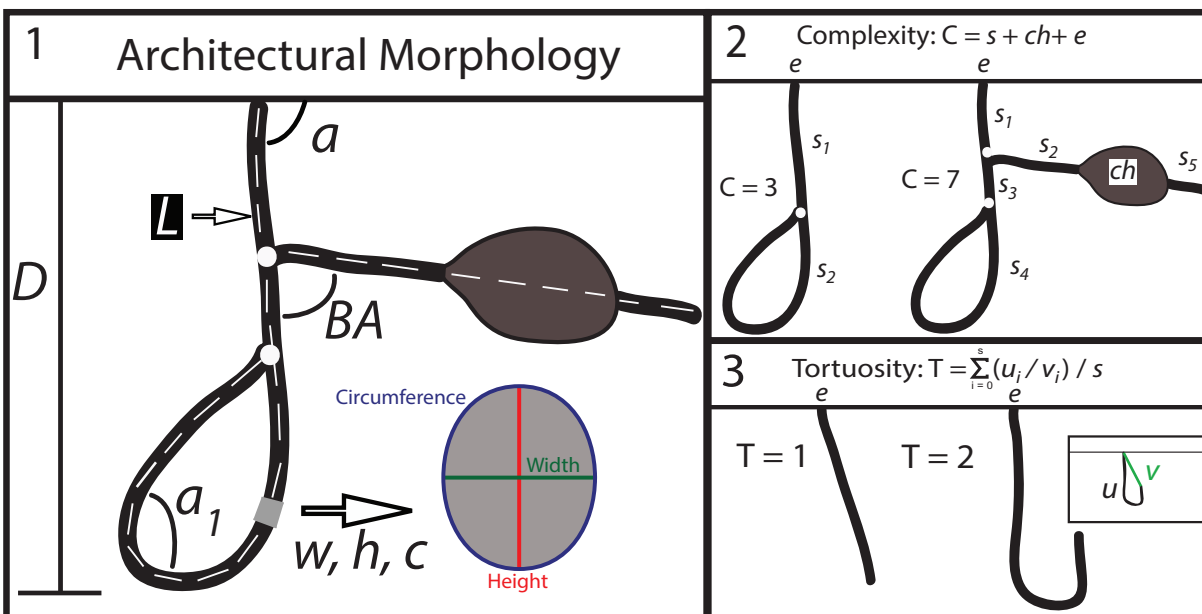 1
Architectural Morphology
a
L
D
BA
Circumference
Width
a₁
w, h, c
Height
2
Complexity: C = s + ch+ e
e
e
s₁
s₁
s₂
s₅
ch
C = 3
C = 7
s₃
s₂
s₄
3
Tortuosity: T = s∑i = 0 (uᵢ / vᵢ) / s
e
e
T = 1
T = 2
v
u